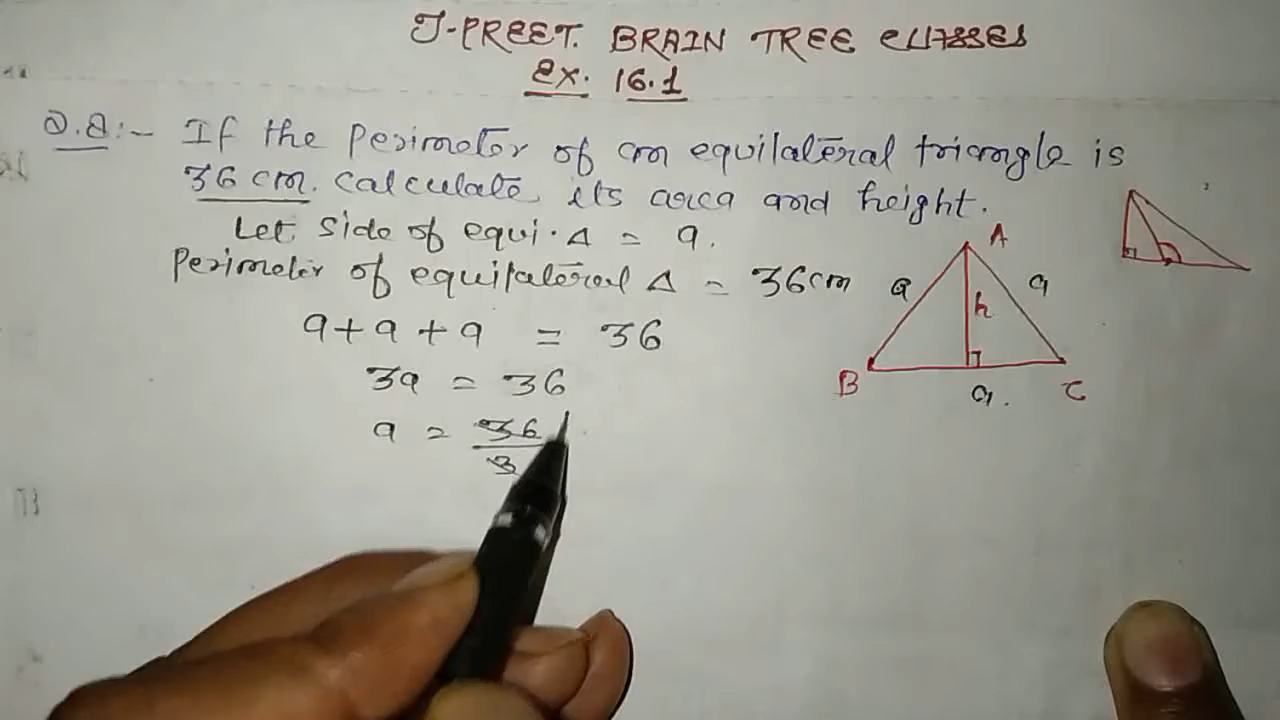 J-PREET. BRAIN TREE CLASSES
Ex. 16.1
Q.8:- If the Perimeter of an equilateral triangle is
36 cm. calculate its area and height.
Let side of equi. Δ = a.
Perimeter of equilateral Δ = 36cm
a + a + a = 36
3a = 36
a = 36/3
A
a
a
h
B
a.
C